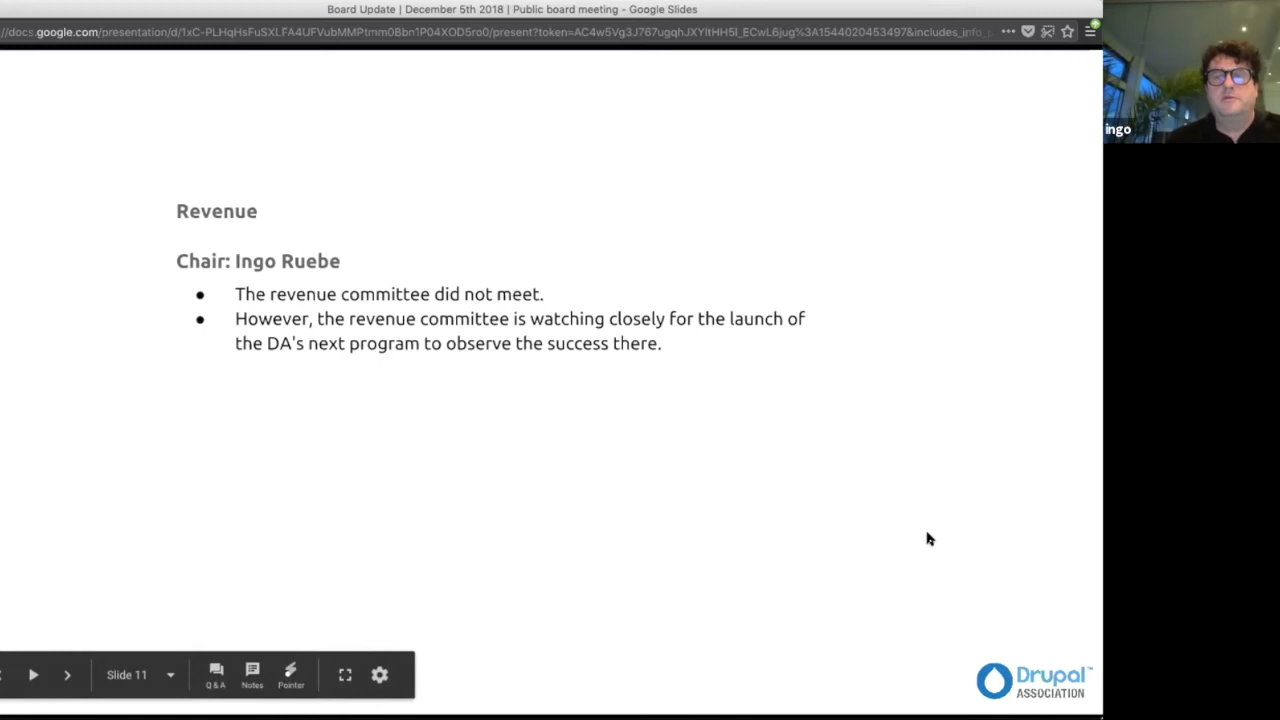 Board Update | December 5th 2018 | Public board meeting - Google Slides
//docs.google.com/presentation/d/1xC-PLHqHsFuSXLFA4UFVubMMPtmm0Bbn1P04XOD5ro0/present?token=AC4w5Vg3J767ugqhJXYltHH5l_ECwL6jug%3A1544020453497&includes_info_p
ingo
Revenue
Chair: Ingo Ruebe
● The revenue committee did not meet.
● However, the revenue committee is watching closely for the launch of
the DA's next program to observe the success there.
Slide 11
Q & A
Notes
Pointer
Drupal™
ASSOCIATION